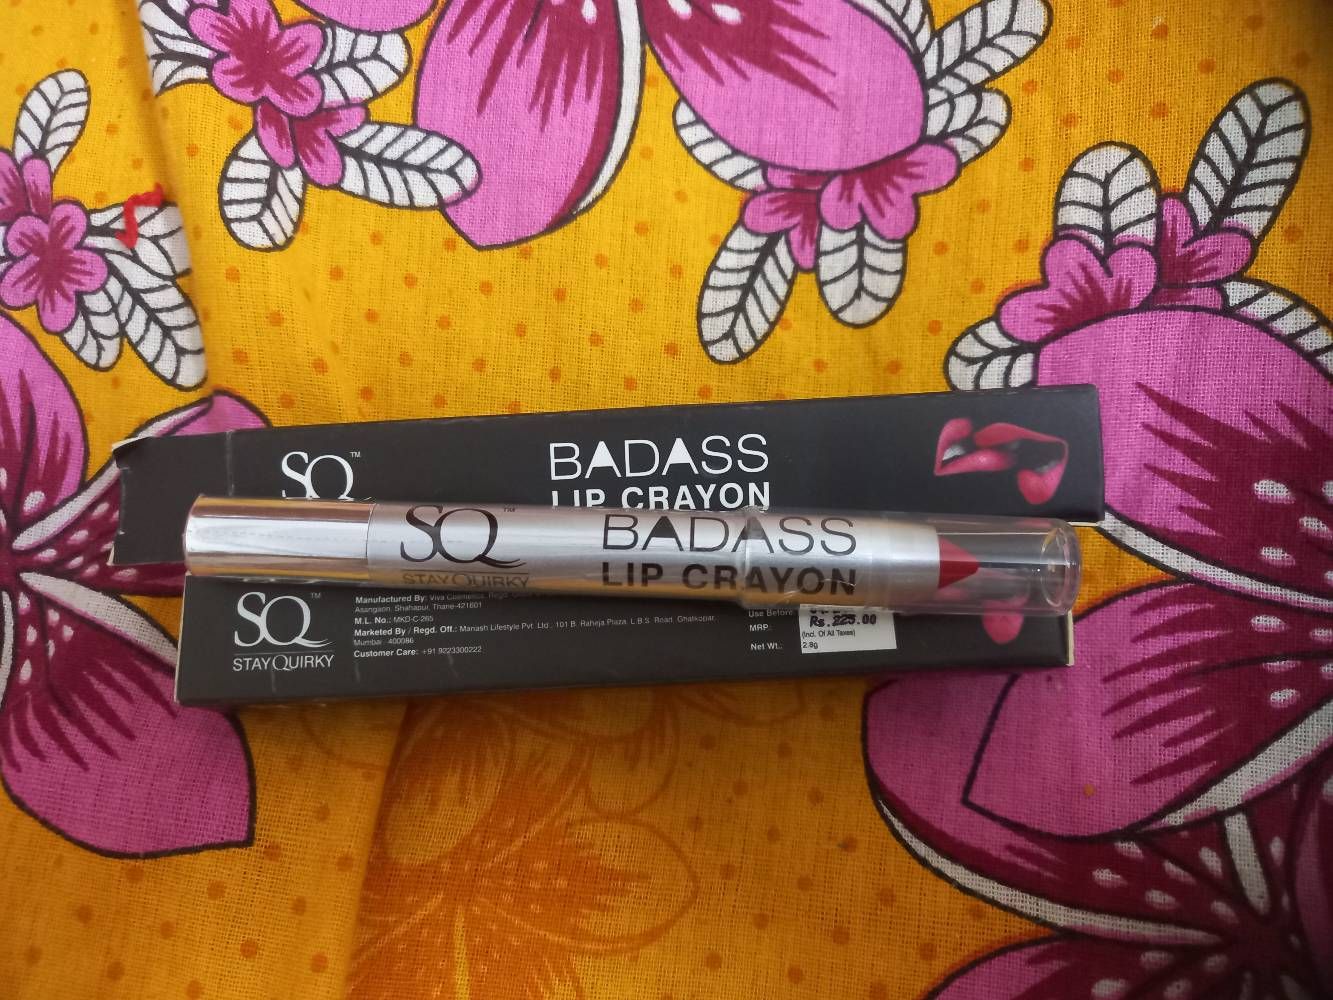 SQ™
BADASS
LIP CRAYON
SQ™
STAY QUIRKY
BADASS
LIP CRAYON
SQ™
STAY QUIRKY
Manufactured By: Viva Cosmetics,
Asangaon, Shahapur, Thane-421601
M.L. No.: MKD-C-265
Marketed By / Regd. Off.: Manash Lifestyle Pvt. Ltd., 101 B, Raheja Plaza, L.B.S. Road, Ghatkopar,
Mumbai - 400086
Customer Care: +91 9223300222
Use Before:
MRP: Rs.225.00
(Incl. Of All Taxes)
Net Wt.: 2.8g